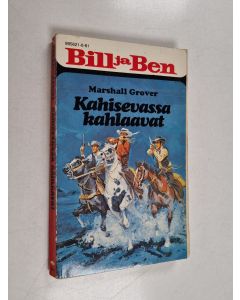 Bill ja Ben
Marshall Grover
Kahisevassa
kahlaavat